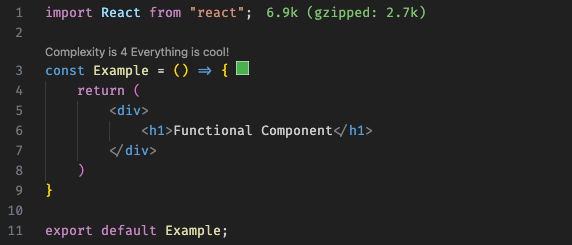 1 import React from "react"; 6.9k (gzipped: 2.7k)
2
Complexity is 4 Everything is cool!
3 const Example = () => {
4     return (
5         <div>
6             <h1>Functional Component</h1>
7         </div>
8     )
9 }
10
11 export default Example;